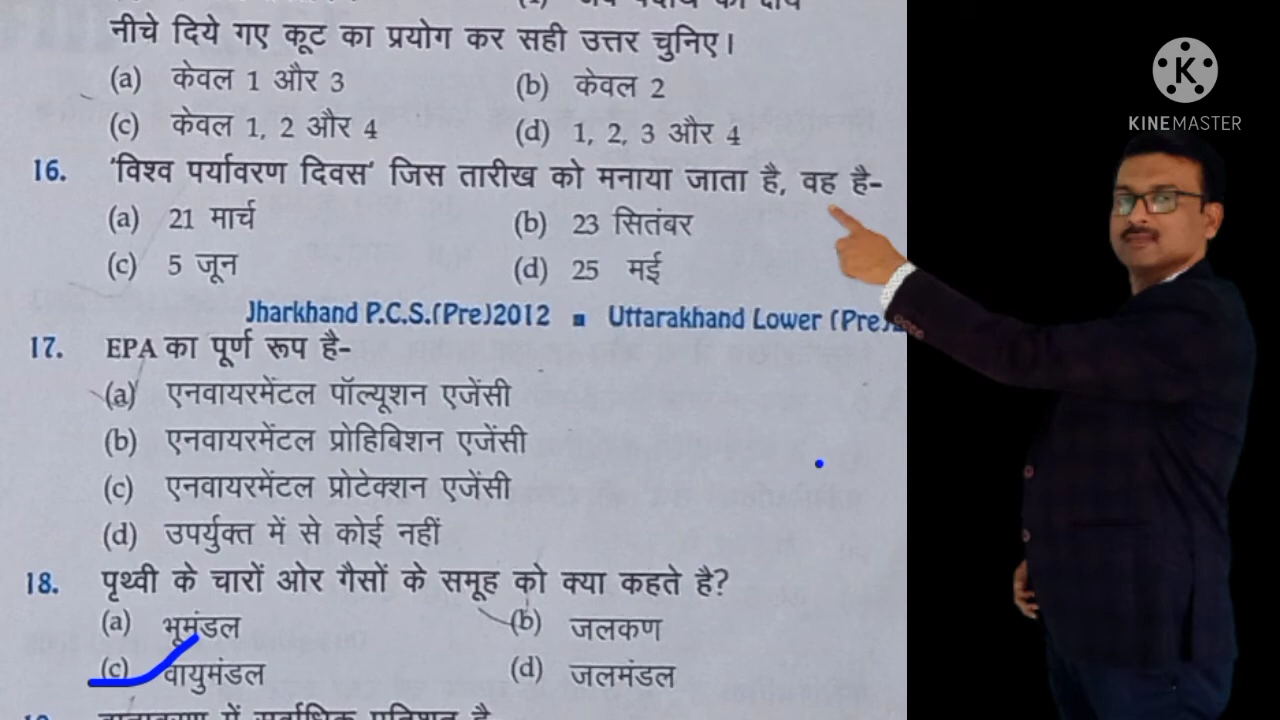 नीचे दिये गए कूट का प्रयोग कर सही उत्तर चुनिए।
(a) केवल 1 और 3 (b) केवल 2
(c) केवल 1, 2 और 4 (d) 1, 2, 3 और 4
16. 'विश्व पर्यावरण दिवस' जिस तारीख को मनाया जाता है, वह है-
(a) 21 मार्च (b) 23 सितंबर
(c) 5 जून (d) 25 मई
Jharkhand P.C.S.(Pre)2012 ■ Uttarakhand Lower (Pre)
17. EPA का पूर्ण रूप है-
(a) एनवायरमेंटल पॉल्यूशन एजेंसी
(b) एनवायरमेंटल प्रोहिबिशन एजेंसी
(c) एनवायरमेंटल प्रोटेक्शन एजेंसी
(d) उपर्युक्त में से कोई नहीं
18. पृथ्वी के चारों ओर गैसों के समूह को क्या कहते है?
(a) भूमंडल (b) जलकण
(c) वायुमंडल (d) जलमंडल
K
KINEMASTER